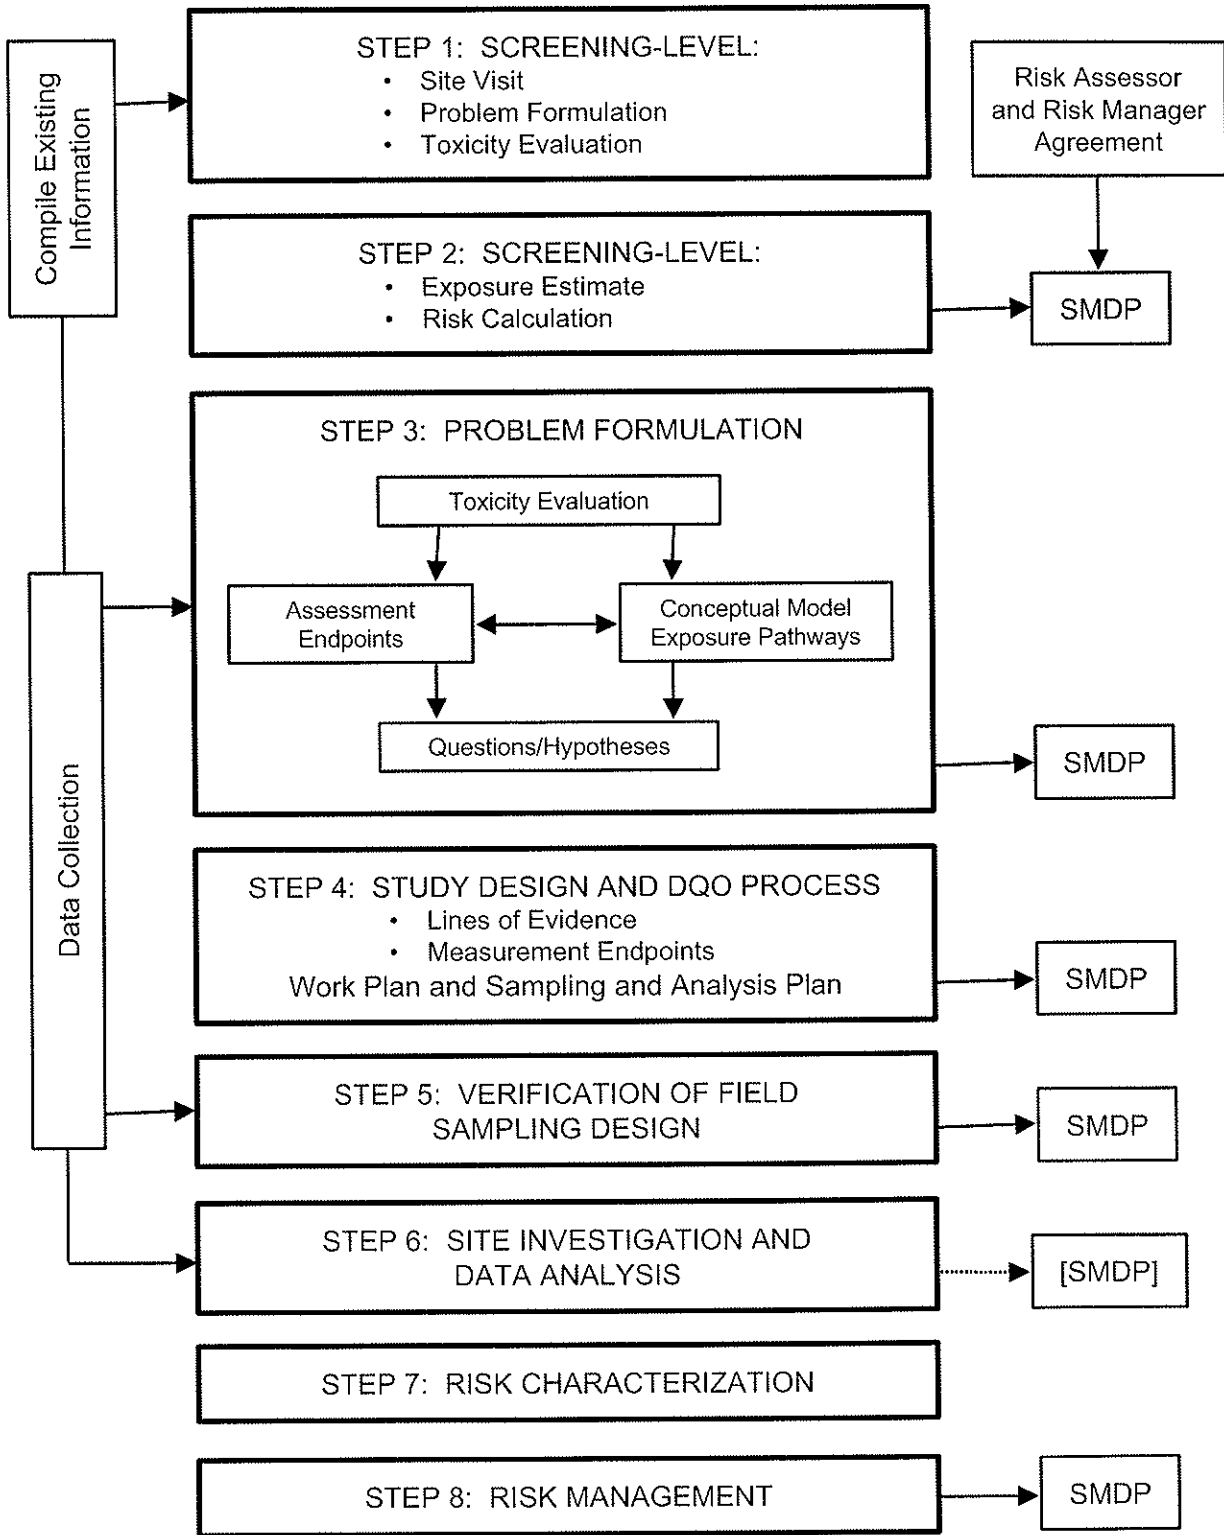 Compile Existing
Information
STEP 1: SCREENING-LEVEL:
• Site Visit
• Problem Formulation
• Toxicity Evaluation
Risk Assessor
and Risk Manager
Agreement
STEP 2: SCREENING-LEVEL:
• Exposure Estimate
• Risk Calculation
SMDP
Data Collection
STEP 3: PROBLEM FORMULATION
Toxicity Evaluation
Assessment
Endpoints
Conceptual Model
Exposure Pathways
Questions/Hypotheses
SMDP
STEP 4: STUDY DESIGN AND DQO PROCESS
• Lines of Evidence
• Measurement Endpoints
Work Plan and Sampling and Analysis Plan
SMDP
STEP 5: VERIFICATION OF FIELD
SAMPLING DESIGN
SMDP
STEP 6: SITE INVESTIGATION AND
DATA ANALYSIS
[SMDP]
STEP 7: RISK CHARACTERIZATION
STEP 8: RISK MANAGEMENT
SMDP